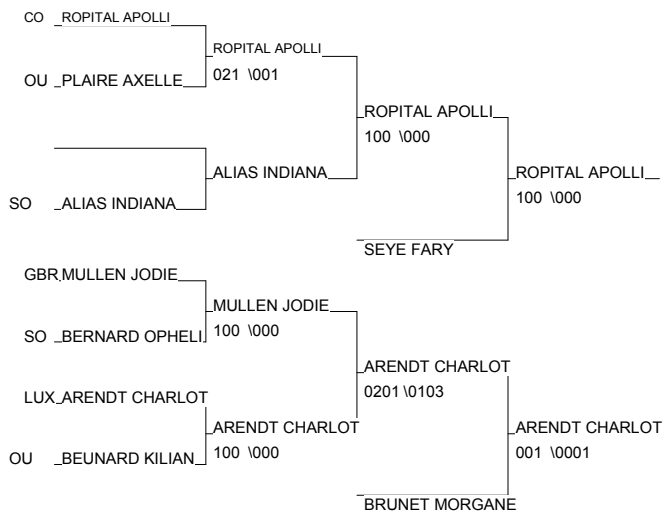 CO ROPITAL APOLLI
ROPITAL APOLLI
021 \001
OU PLAIRE AXELLE
ROPITAL APOLLI
100 \000
ALIAS INDIANA
ROPITAL APOLLI
100 \000
SO ALIAS INDIANA
SEYE FARY
GBR MULLEN JODIE
MULLEN JODIE
100 \000
SO BERNARD OPHELI
ARENDT CHARLOT
0201 \0103
LUX ARENDT CHARLOT
ARENDT CHARLOT
100 \000
ARENDT CHARLOT
001 \0001
OU BEUNARD KILIAN
BRUNET MORGANE